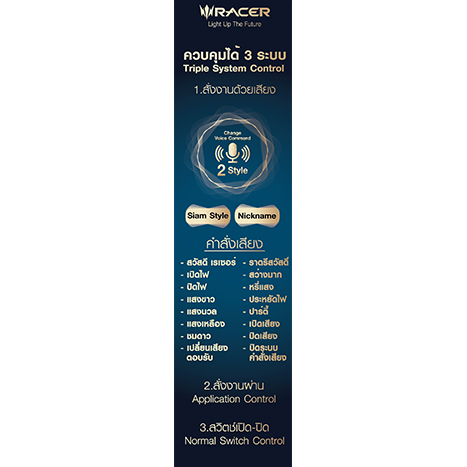 RACER
Light Up The Future
ควบคุมได้ 3 ระบบ
Triple System Control
1.สั่งงานด้วยเสียง
Change
Voice Command
2 Style
Siam Style
Nickname
คำสั่งเสียง
- สวัสดี เรเซอร์
- เปิดไฟ
- ปิดไฟ
- แสงขาว
- แสงนวล
- แสงเหลือง
- ชมดาว
- เปลี่ยนเสียง
ตอบรับ
- ราตรีสวัสดิ์
- สว่างมาก
- หรี่แสง
- ประหยัดไฟ
- ปาร์ตี้
- เปิดเสียง
- ปิดเสียง
- ปิดระบบ
คำสั่งเสียง
2.สั่งงานผ่าน
Application Control
3.สวิตช์เปิด-ปิด
Normal Switch Control